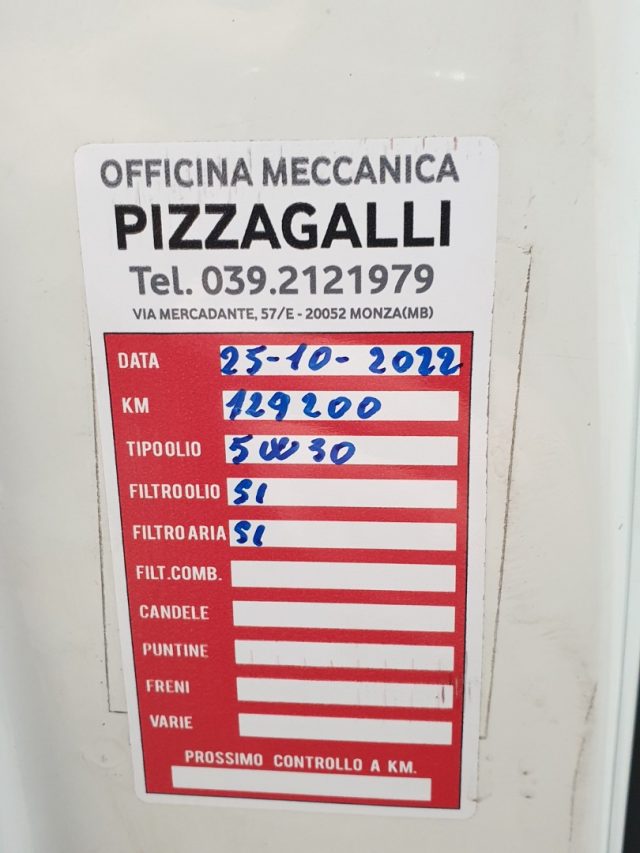 OFFICINA MECCANICA
PIZZAGALLI
Tel. 039.2121979
VIA MERCADANTE, 57/E - 20052 MONZA(MB)
DATA 25-10-2022
KM 129200
TIPO OLIO 5W30
FILTRO OLIO SI
FILTRO ARIA SI
FILT.COMB.
CANDELE
PUNTINE
FRENI
VARIE
PROSSIMO CONTROLLO A KM.